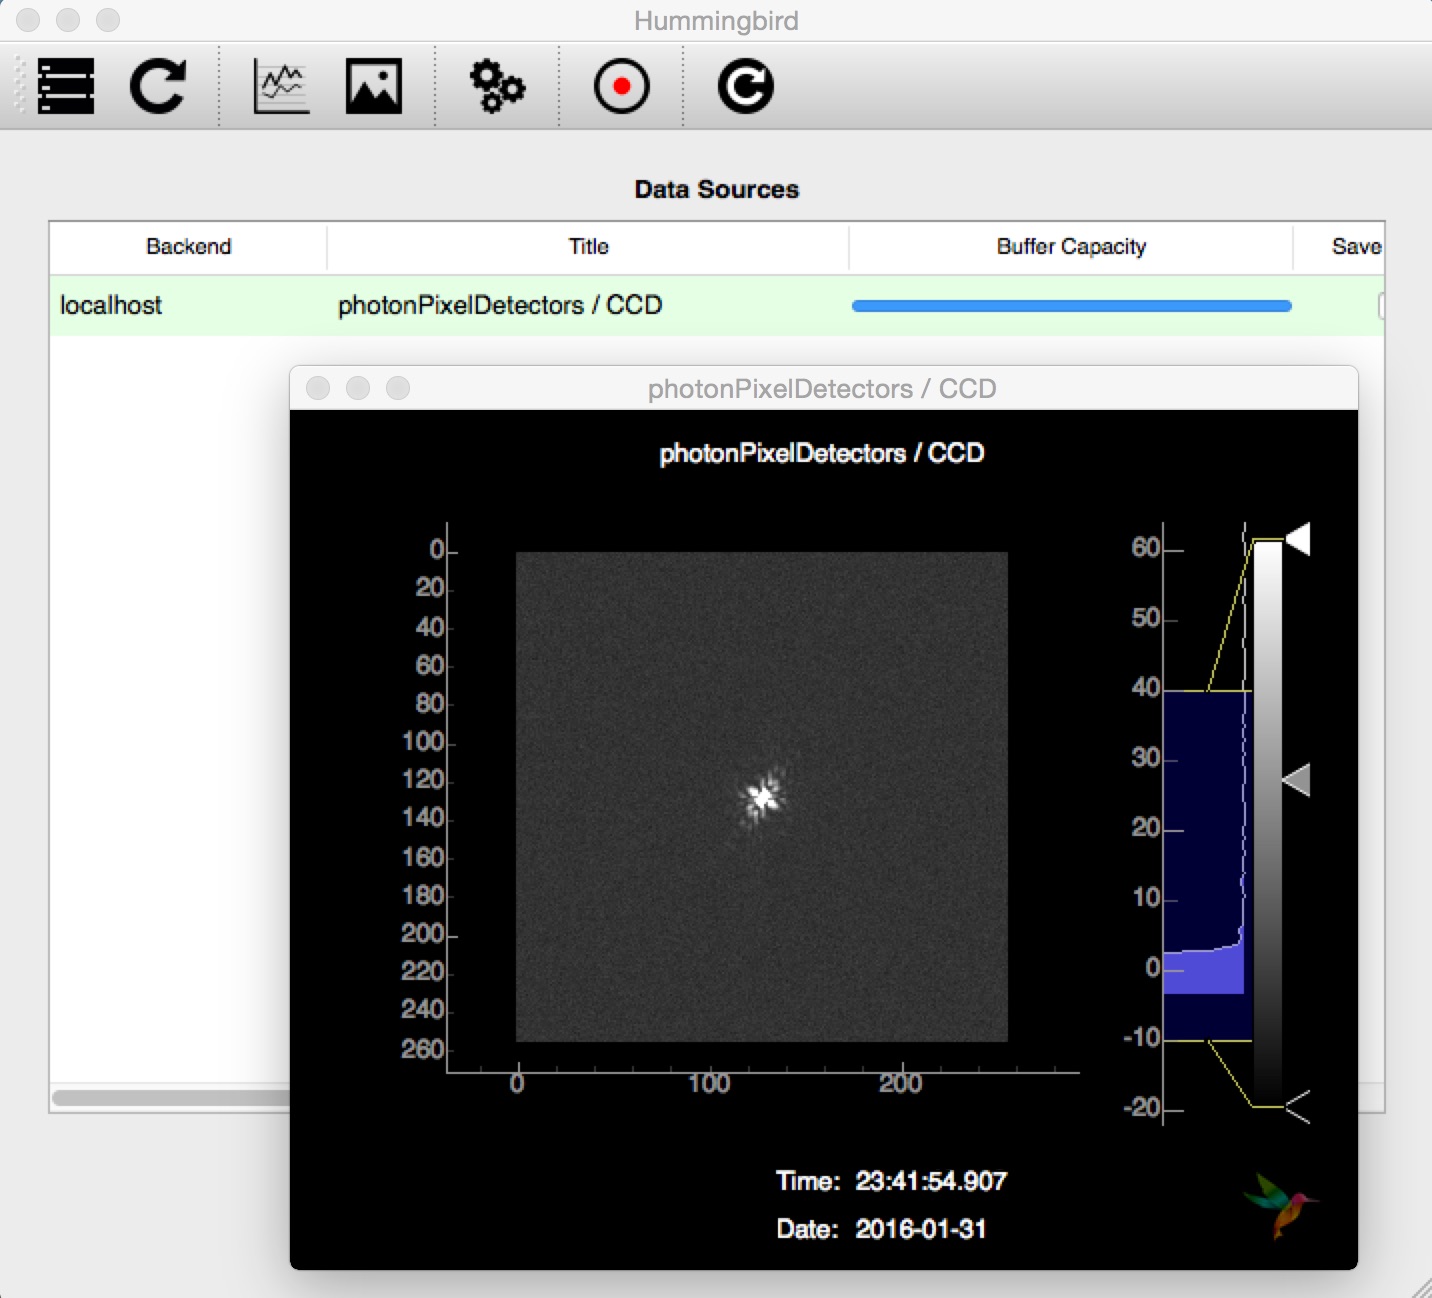 Hummingbird
Data Sources
Backend Title Buffer Capacity Save
localhost photonPixelDetectors / CCD
photonPixelDetectors / CCD
photonPixelDetectors / CCD
0
20
40
60
80
100
120
140
160
180
200
220
240
260
0 100 200
60
50
40
30
20
10
0
-10
-20
Time: 23:41:54.907
Date: 2016-01-31